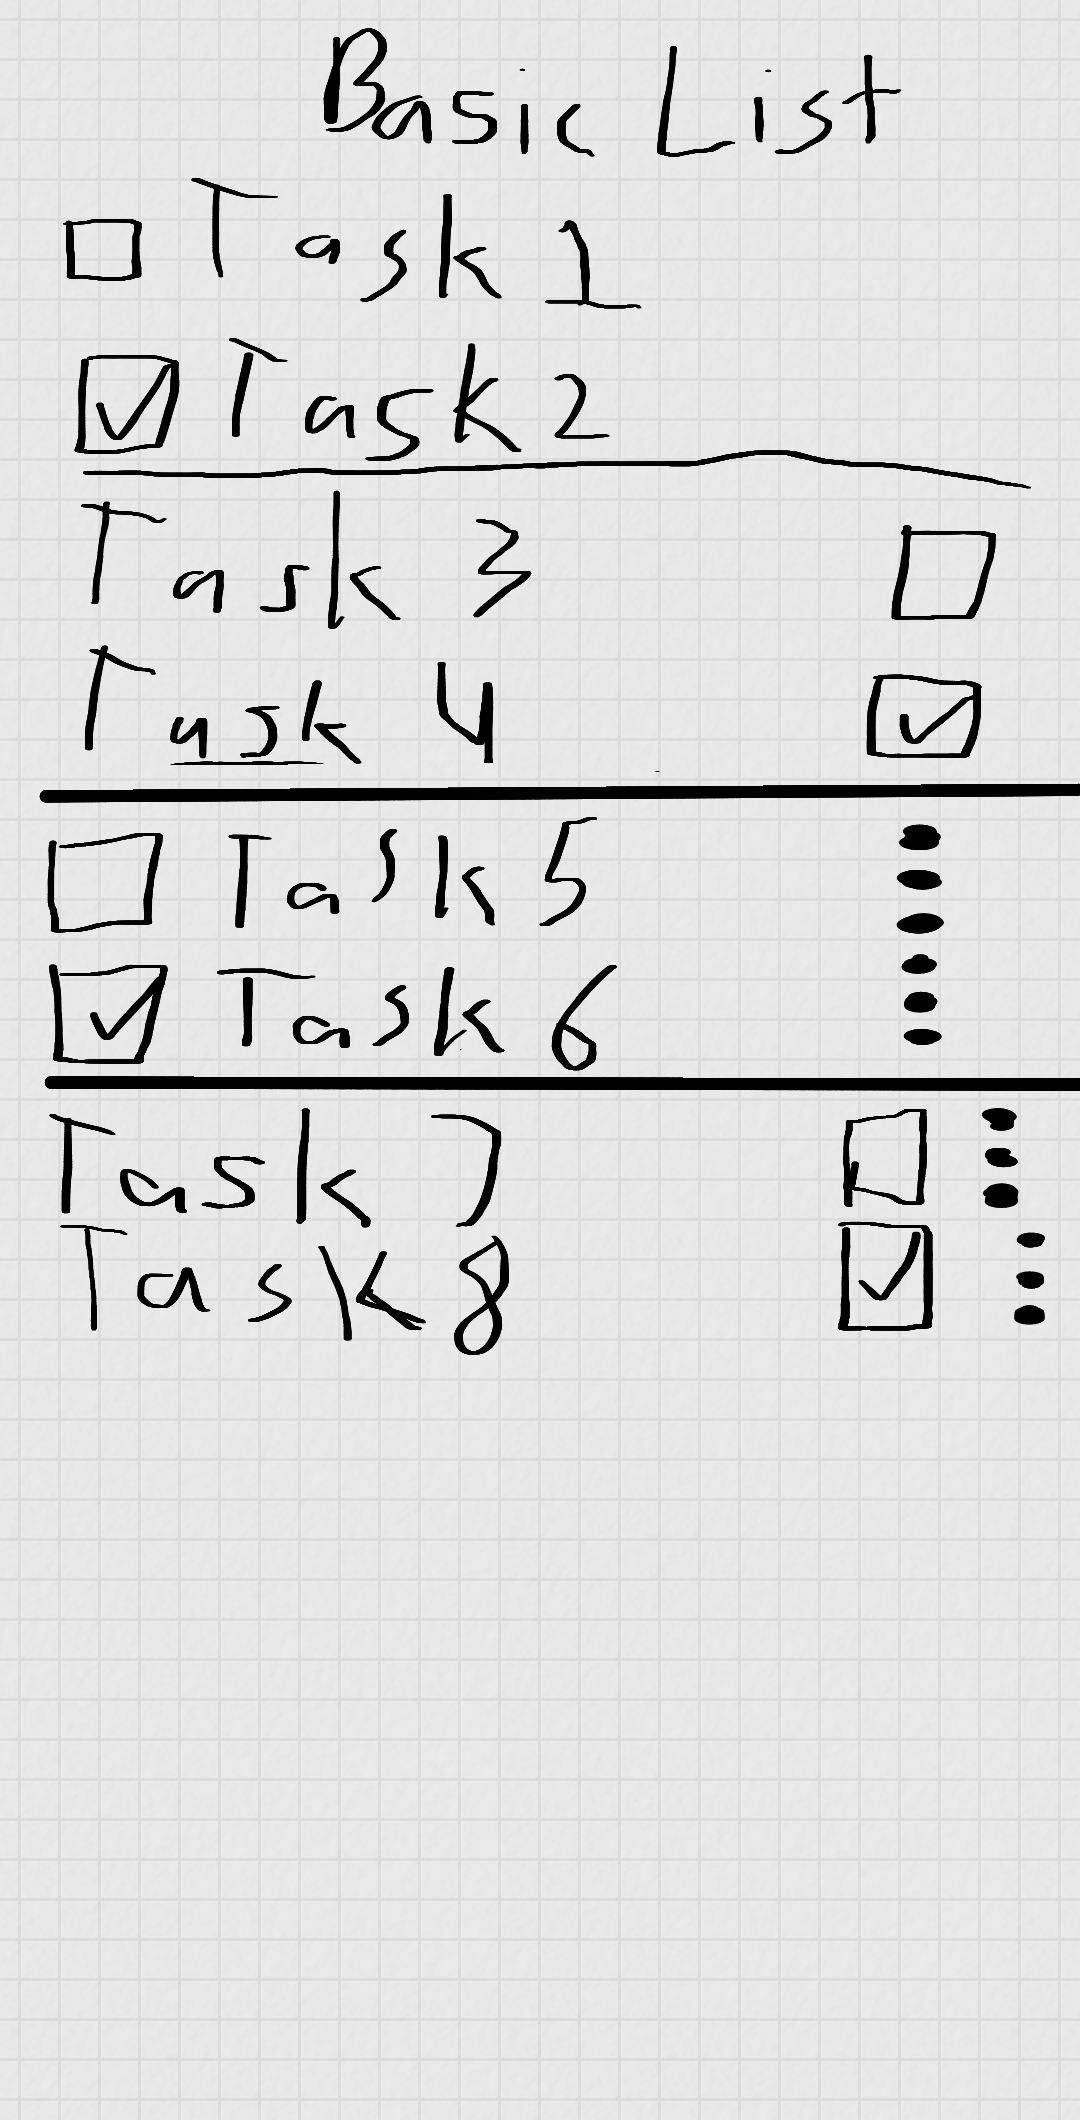 Basic List
☐ Task 1
☑ Task 2
Task 3 ☐
Task 4 ☑
☐ Task 5
☑ Task 6
Task 7 ☐
Task 8 ☑